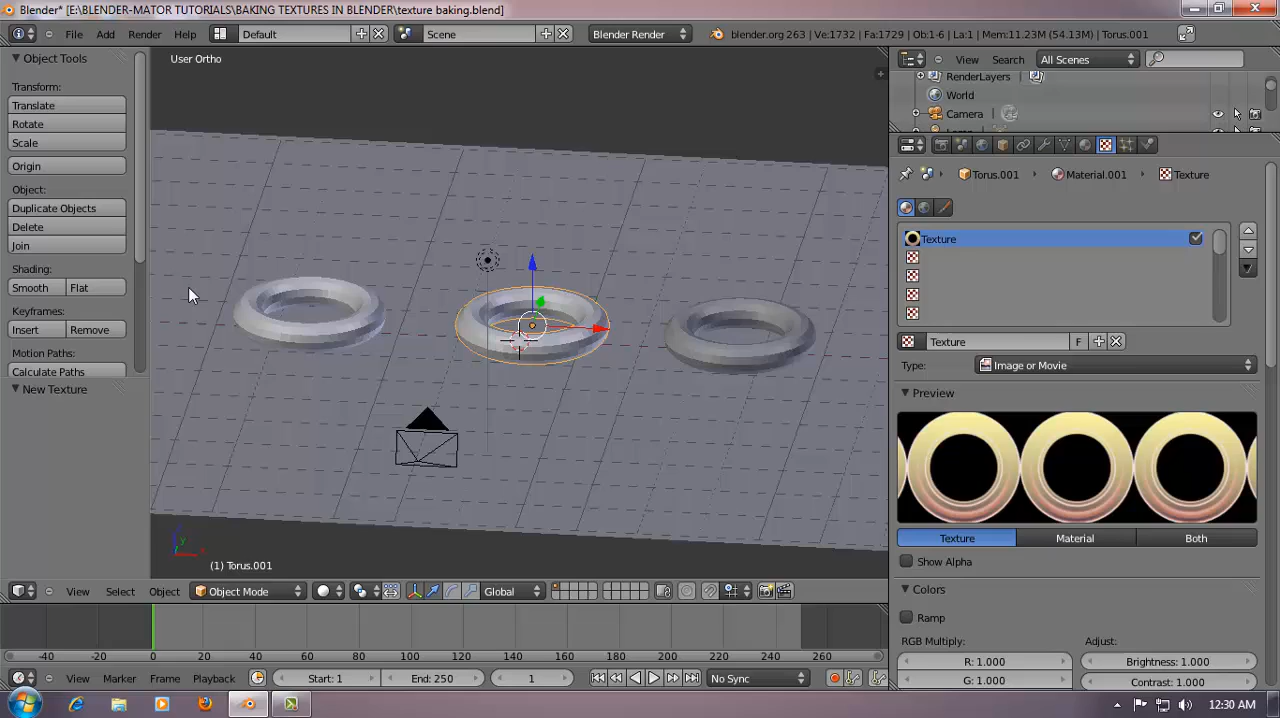 Blender* [E:\BLENDER-MATOR TUTORIALS\BAKING TEXTURES IN BLENDER\texture baking.blend]
File Add Render Help Default Scene Blender Render blender.org 263 | Ve:1732 | Fa:1729 | Ob:1-6 | La:1 | Mem:11.23M (54.13M) | Torus.001
Object Tools
Transform:
Translate
Rotate
Scale
Origin
Object:
Duplicate Objects
Delete
Join
Shading:
Smooth Flat
Keyframes:
Insert Remove
Motion Paths:
Calculate Paths
New Texture
User Ortho
z
y
x
(1) Torus.001
View Select Object Object Mode Global
-40 -20 0 20 40 60 80 100 120 140 160 180 200 220 240 260
View Marker Frame Playback Start: 1 End: 250 1 No Sync
View Search All Scenes
RenderLayers
World
Camera
Torus.001 Material.001 Texture
Texture
Texture F
Type: Image or Movie
Preview
Texture Material Both
Show Alpha
Colors
Ramp
RGB Multiply: Adjust:
R: 1.000 Brightness: 1.000
G: 1.000 Contrast: 1.000
12:30 AM